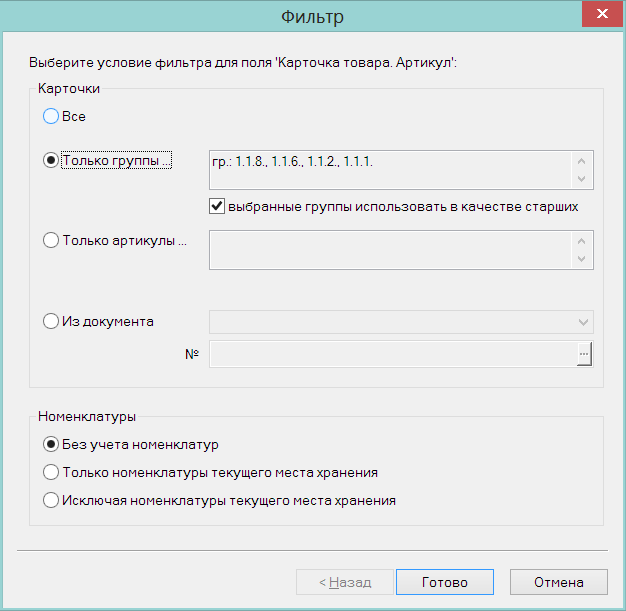 Фильтр
Выберите условие фильтра для поля 'Карточка товара. Артикул':
Карточки
Все
Только группы ...
гр.: 1.1.8., 1.1.6., 1.1.2., 1.1.1.
выбранные группы использовать в качестве старших
Только артикулы ...
Из документа
№
...
Номенклатуры
Без учета номенклатур
Только номенклатуры текущего места хранения
Исключая номенклатуры текущего места хранения
< Назад
Готово
Отмена